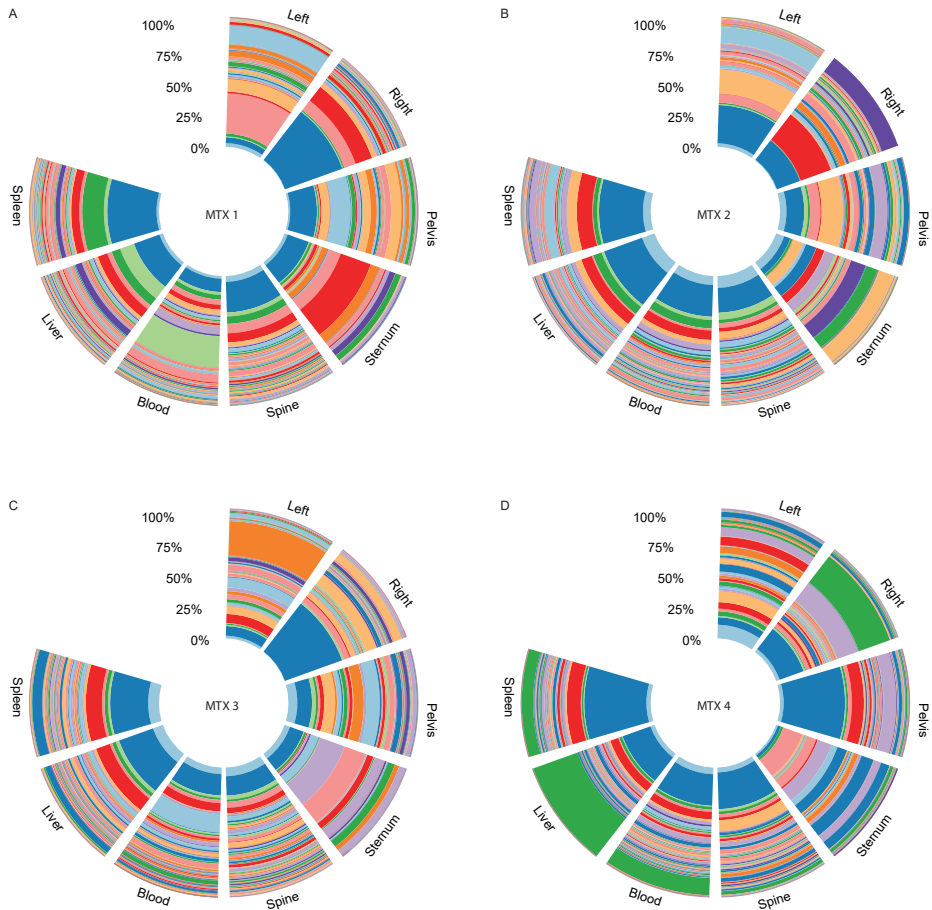 A
100%
75%
50%
25%
0%
Left
Right
Pelvis
Sternum
Spine
Blood
Liver
Spleen
MTX 1
B
100%
75%
50%
25%
0%
Left
Right
Pelvis
Sternum
Spine
Blood
Liver
Spleen
MTX 2
C
100%
75%
50%
25%
0%
Left
Right
Pelvis
Sternum
Spine
Blood
Liver
Spleen
MTX 3
D
100%
75%
50%
25%
0%
Left
Right
Pelvis
Sternum
Spine
Blood
Liver
Spleen
MTX 4